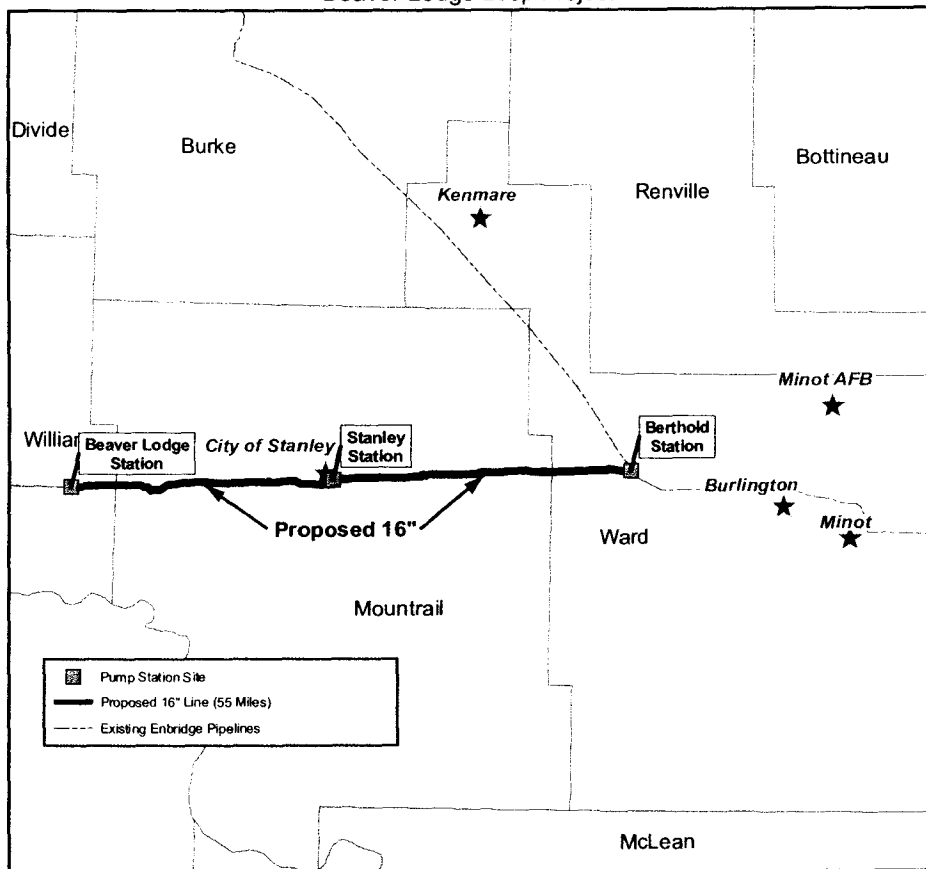 Divide
Burke
Bottineau
Renville
Kenmare
Minot AFB
William
Beaver Lodge
Station
City of Stanley
Stanley
Station
Berthold
Station
Burlington
Minot
Proposed 16"
Ward
Mountrail
Pump Station Site
Proposed 16" Line (55 Miles)
Existing Enbridge Pipelines
McLean